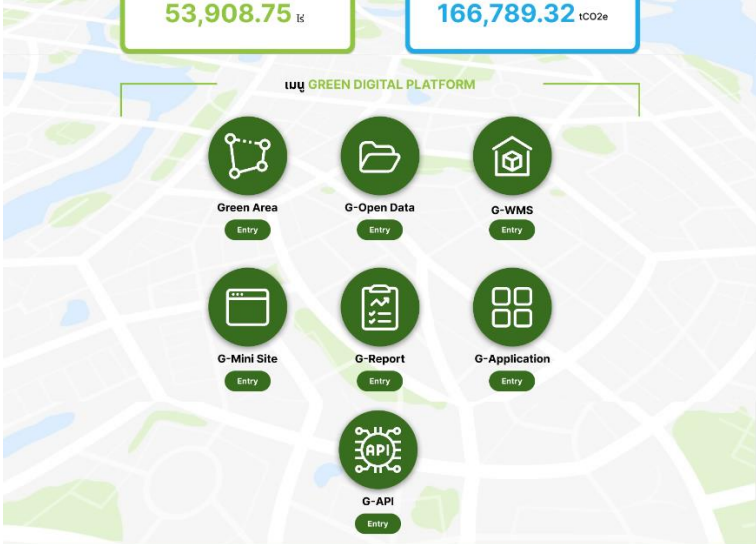 53,908.75 ไร่
166,789.32 tCO2e
เมนู GREEN DIGITAL PLATFORM
Green Area
Entry
G-Open Data
Entry
G-WMS
Entry
G-Mini Site
Entry
G-Report
Entry
G-Application
Entry
API
G-API
Entry